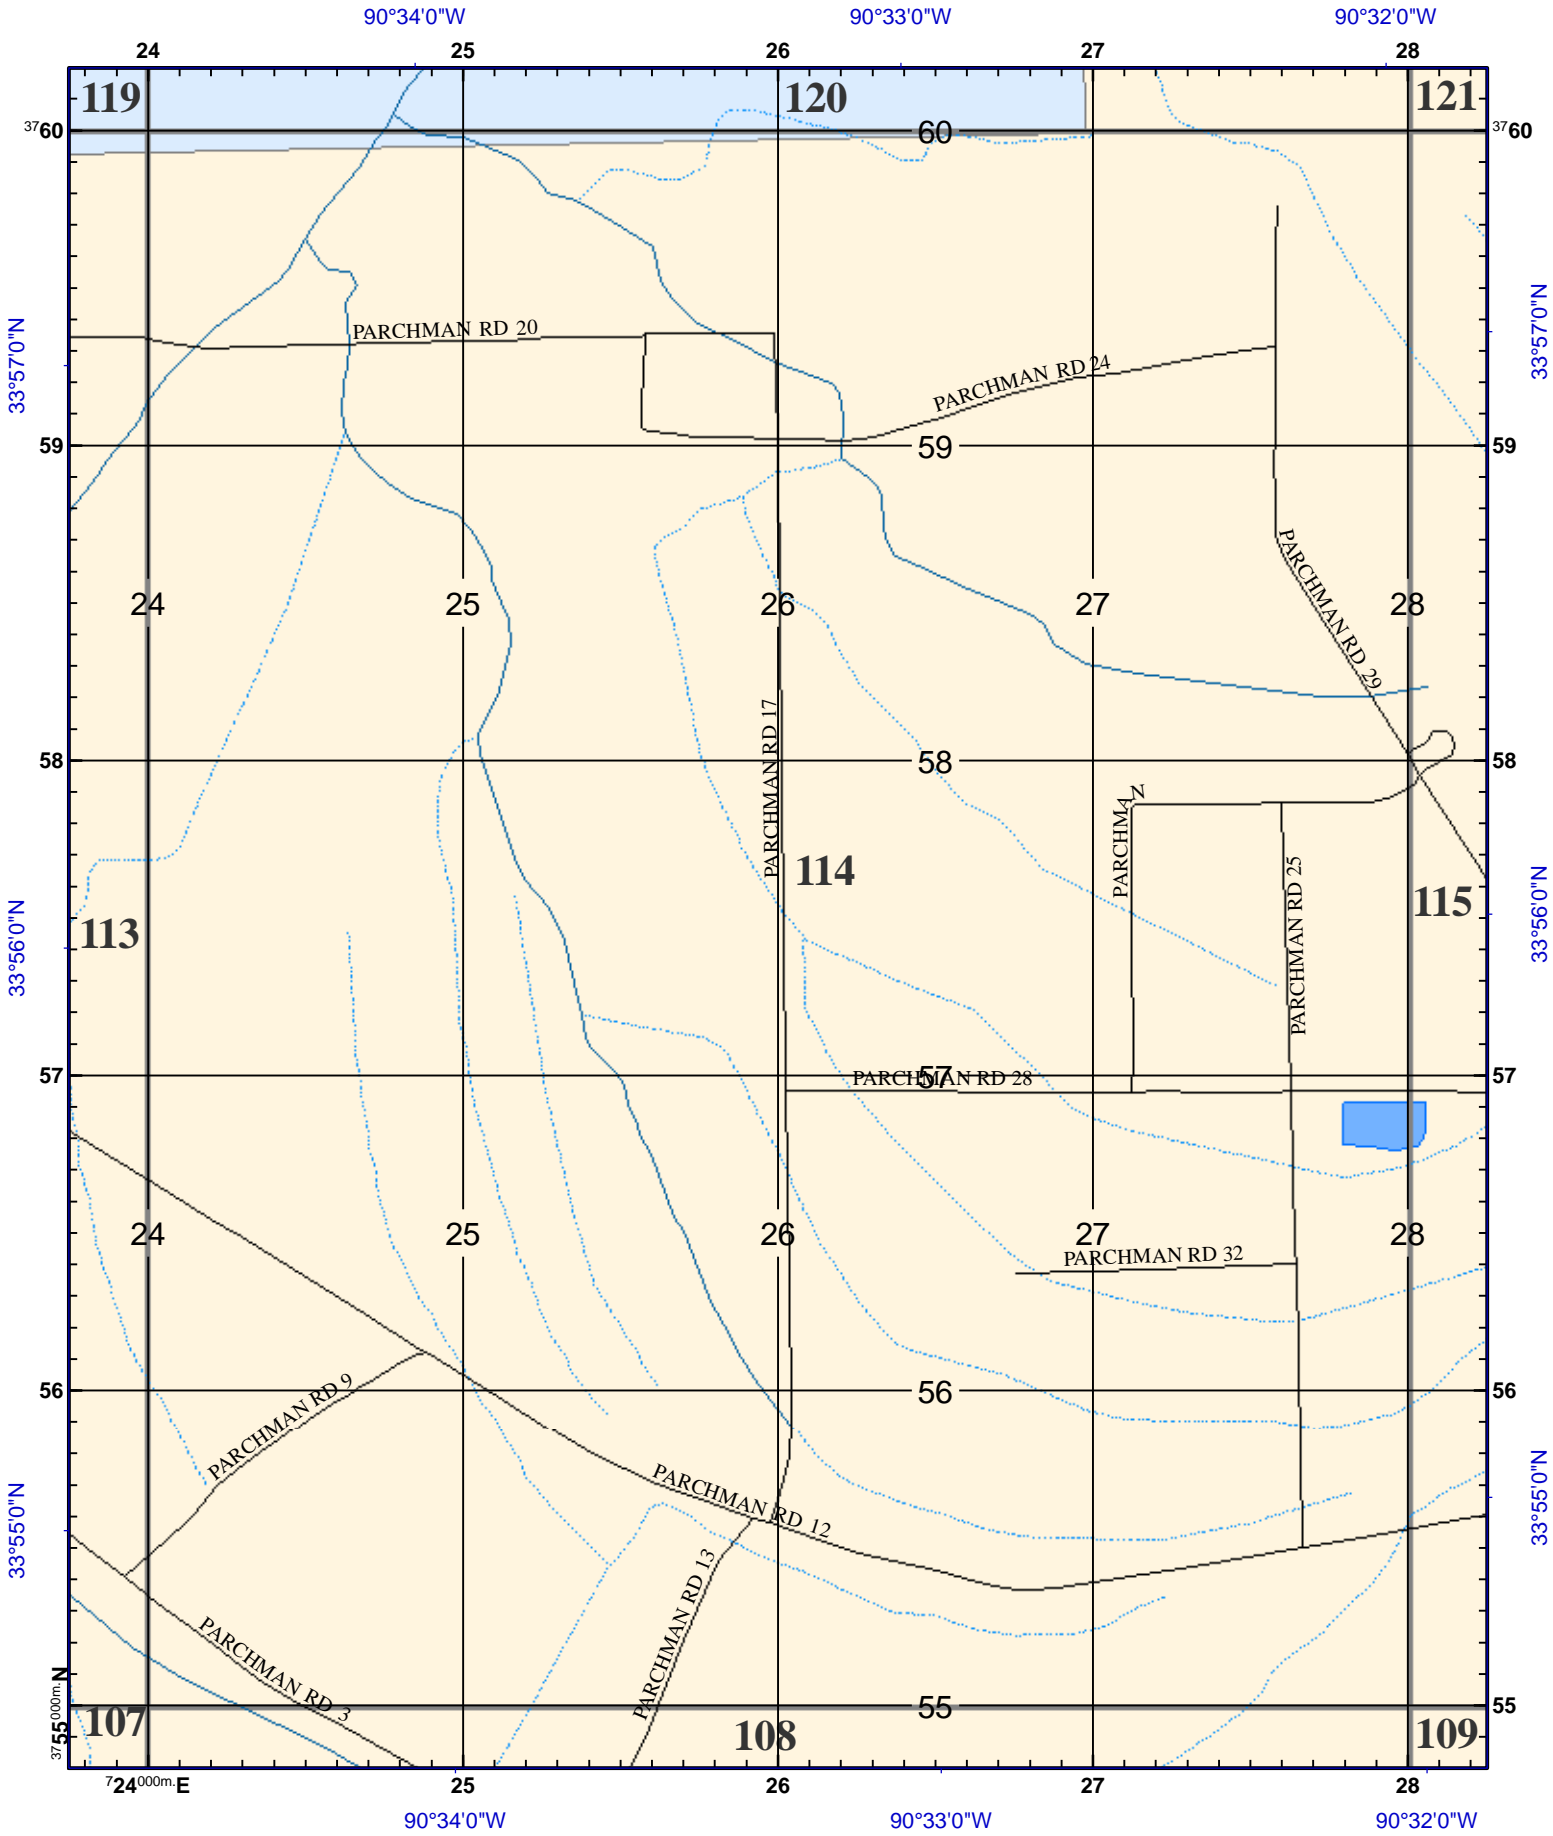 90°34'0"W 90°33'0"W 90°32'0"W
24 25 26 27 28
119 120 121
3760 60 3760
PARCHMAN RD 20
33°57'0"N 33°57'0"N
PARCHMAN RD 24
59 59 59
PARCHMAN RD 29
24 25 26 27 28
PARCHMAN RD 17
58 58 58
PARCHMAN
114
PARCHMAN RD 25
115
113
33°56'0"N 33°56'0"N
57 57 57
PARCHMAN RD 28
24 25 26 27 28
PARCHMAN RD 32
56 56 56
PARCHMAN RD 9
PARCHMAN RD 12
33°55'0"N 33°55'0"N
PARCHMAN RD 13
PARCHMAN RD 3
3755000m.N 55 55
107 108 109
724000m.E 25 26 27 28
90°34'0"W 90°33'0"W 90°32'0"W